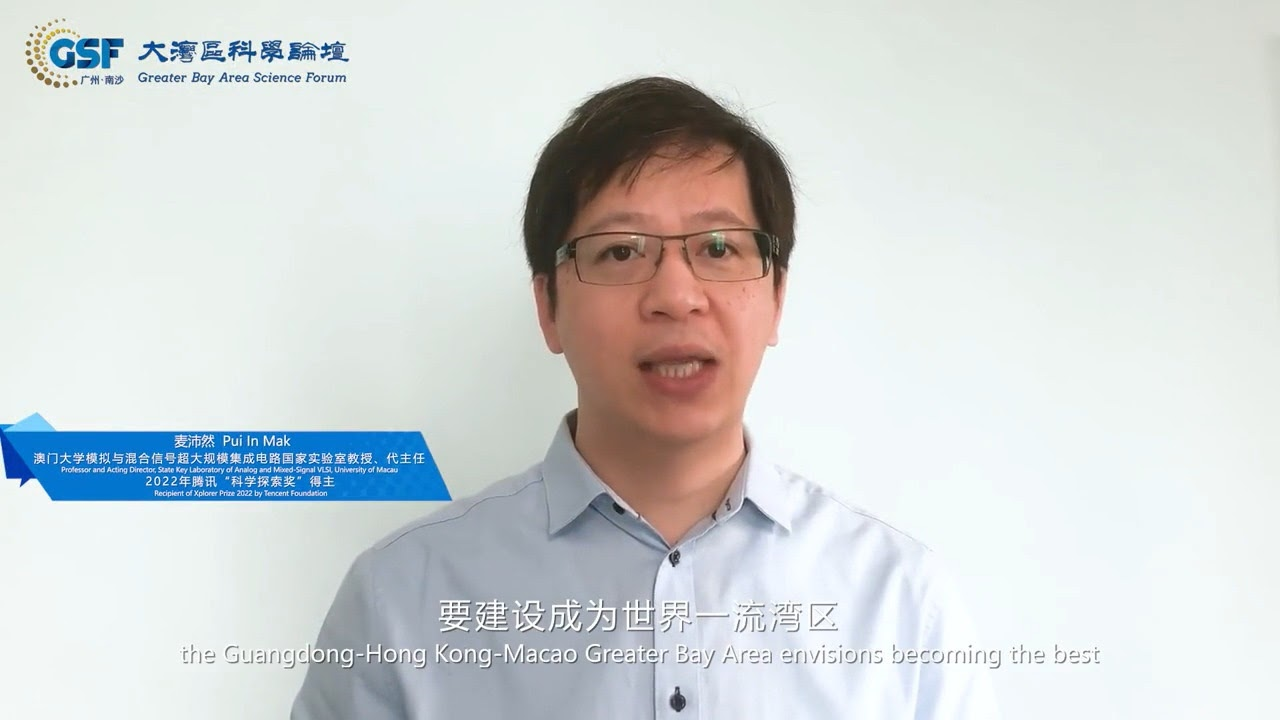 GSF
广州·南沙
大灣區科學論壇
Greater Bay Area Science Forum
麦沛然 Pui In Mak
澳门大学模拟与混合信号超大规模集成电路国家实验室教授、代主任
Professor and Acting Director, State Key Laboratory of Analog and Mixed-Signal VLSI, University of Macau
2022年腾讯“科学探索奖”得主
Recipient of Xplorer Prize 2022 by Tencent Foundation
要建设成为世界一流湾区
the Guangdong-Hong Kong-Macao Greater Bay Area envisions becoming the best